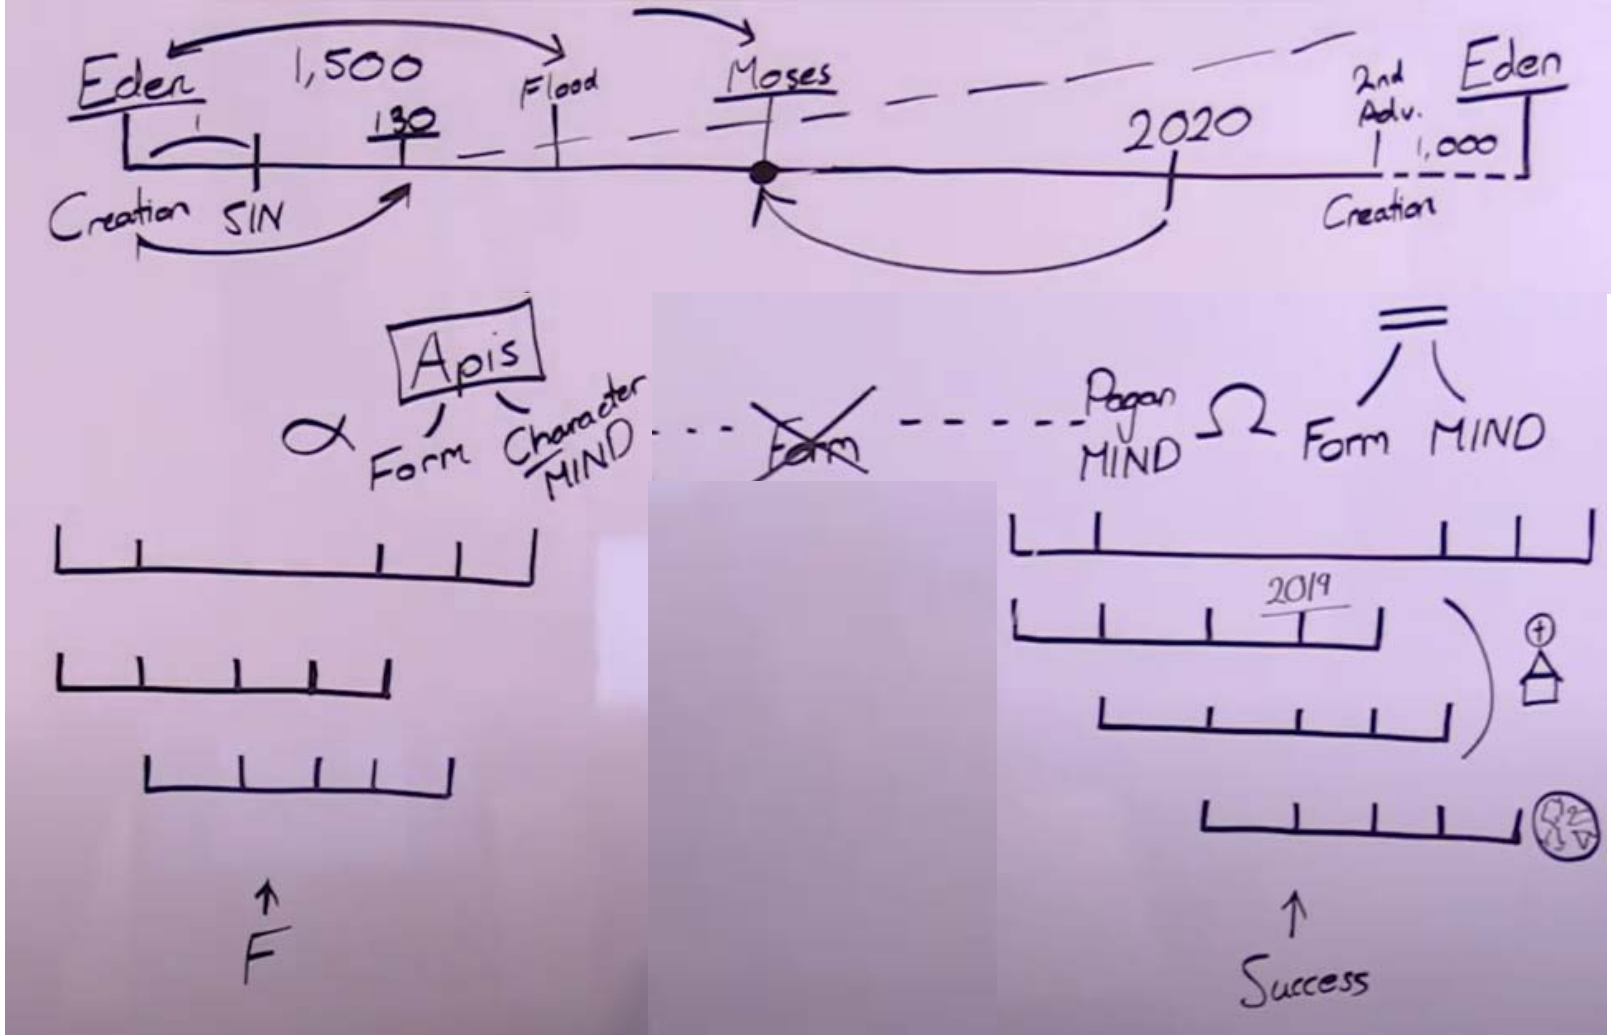 Eden
1,500
130
Flood
Moses
2020
2nd
Adv.
1,000
Eden
1
Creation
SIN
Creation
Apis
α
Form
Character
MIND
Form
Pagan
MIND
Ω
=
Form
MIND
2019
F
Success